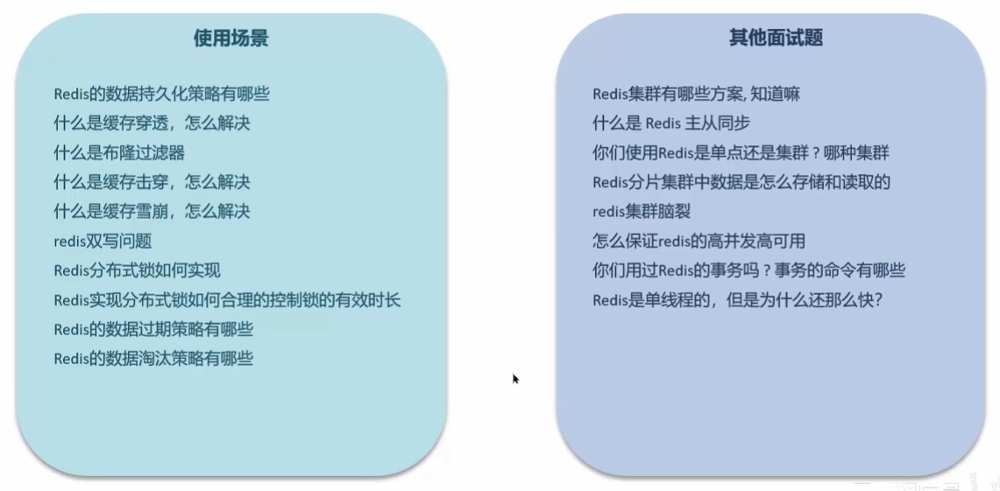 使用场景
Redis的数据持久化策略有哪些
什么是缓存穿透，怎么解决
什么是布隆过滤器
什么是缓存击穿，怎么解决
什么是缓存雪崩，怎么解决
redis双写问题
Redis分布式锁如何实现
Redis实现分布式锁如何合理的控制锁的有效时长
Redis的数据过期策略有哪些
Redis的数据淘汰策略有哪些
其他面试题
Redis集群有哪些方案, 知道嘛
什么是 Redis 主从同步
你们使用Redis是单点还是集群 ? 哪种集群
Redis分片集群中数据是怎么存储和读取的
redis集群脑裂
怎么保证redis的高并发高可用
你们用过Redis的事务吗 ? 事务的命令有哪些
Redis是单线程的，但是为什么还那么快?